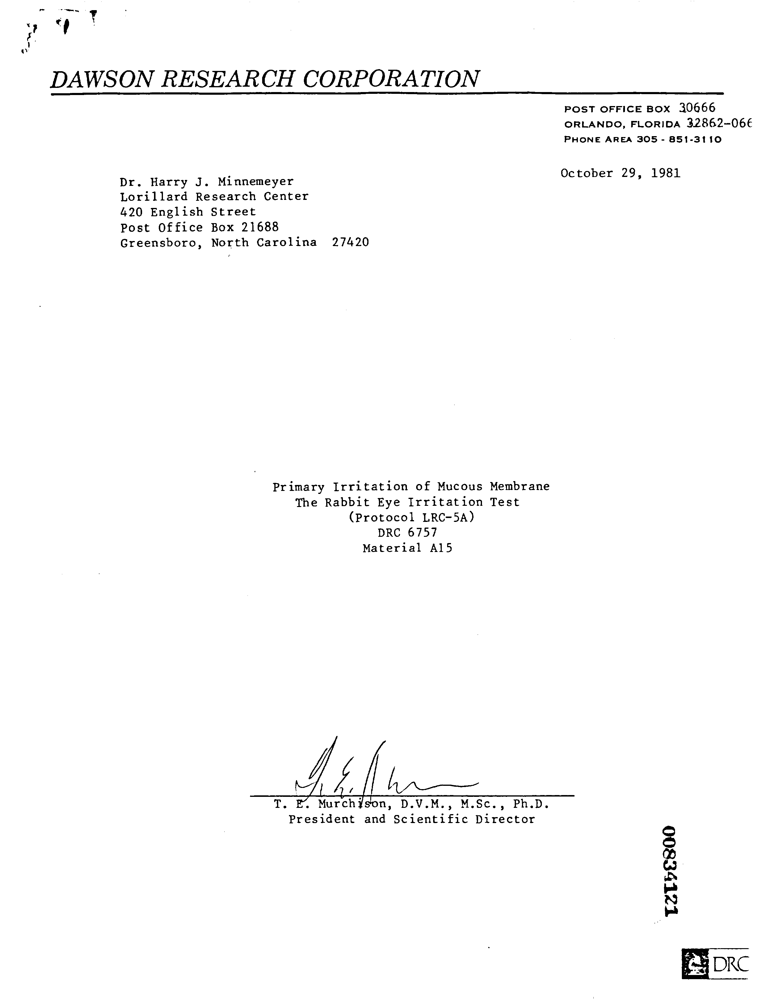 DAWSON RESEARCH CORPORATION
POST OFFICE BOX 30666
ORLANDO, FLORIDA 32862-066
PHONE AREA 305 - 851-3110
October 29, 1981
Dr. Harry J. Minnemeyer
Lorillard Research Center
420 English Street
Post Office Box 21688
Greensboro, North Carolina 27420
Primary Irritation of Mucous Membrane
The Rabbit Eye Irritation Test
(Protocol LRC-5A)
DRC 6757
Material A15
T. E. Murchison, D.V.M., M.Sc., Ph.D.
President and Scientific Director
00834121
DRC